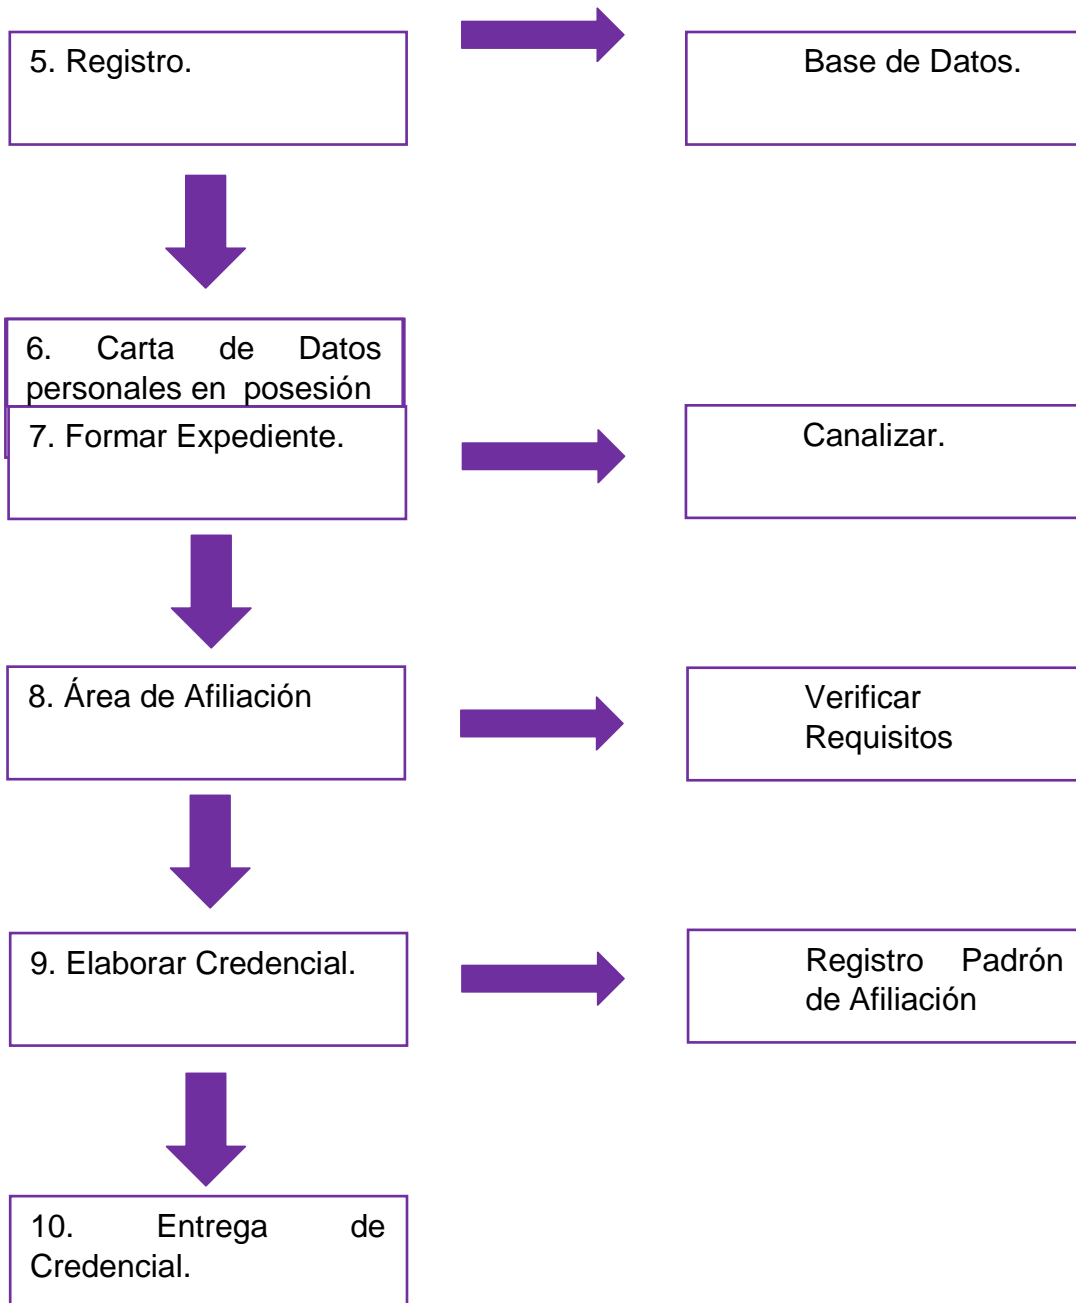 5. Registro.
Base de Datos.
6. Carta de Datos
personales en posesión
7. Formar Expediente.
Canalizar.
8. Área de Afiliación
Verificar
Requisitos
9. Elaborar Credencial.
Registro Padrón
de Afiliación
10. Entrega de
Credencial.